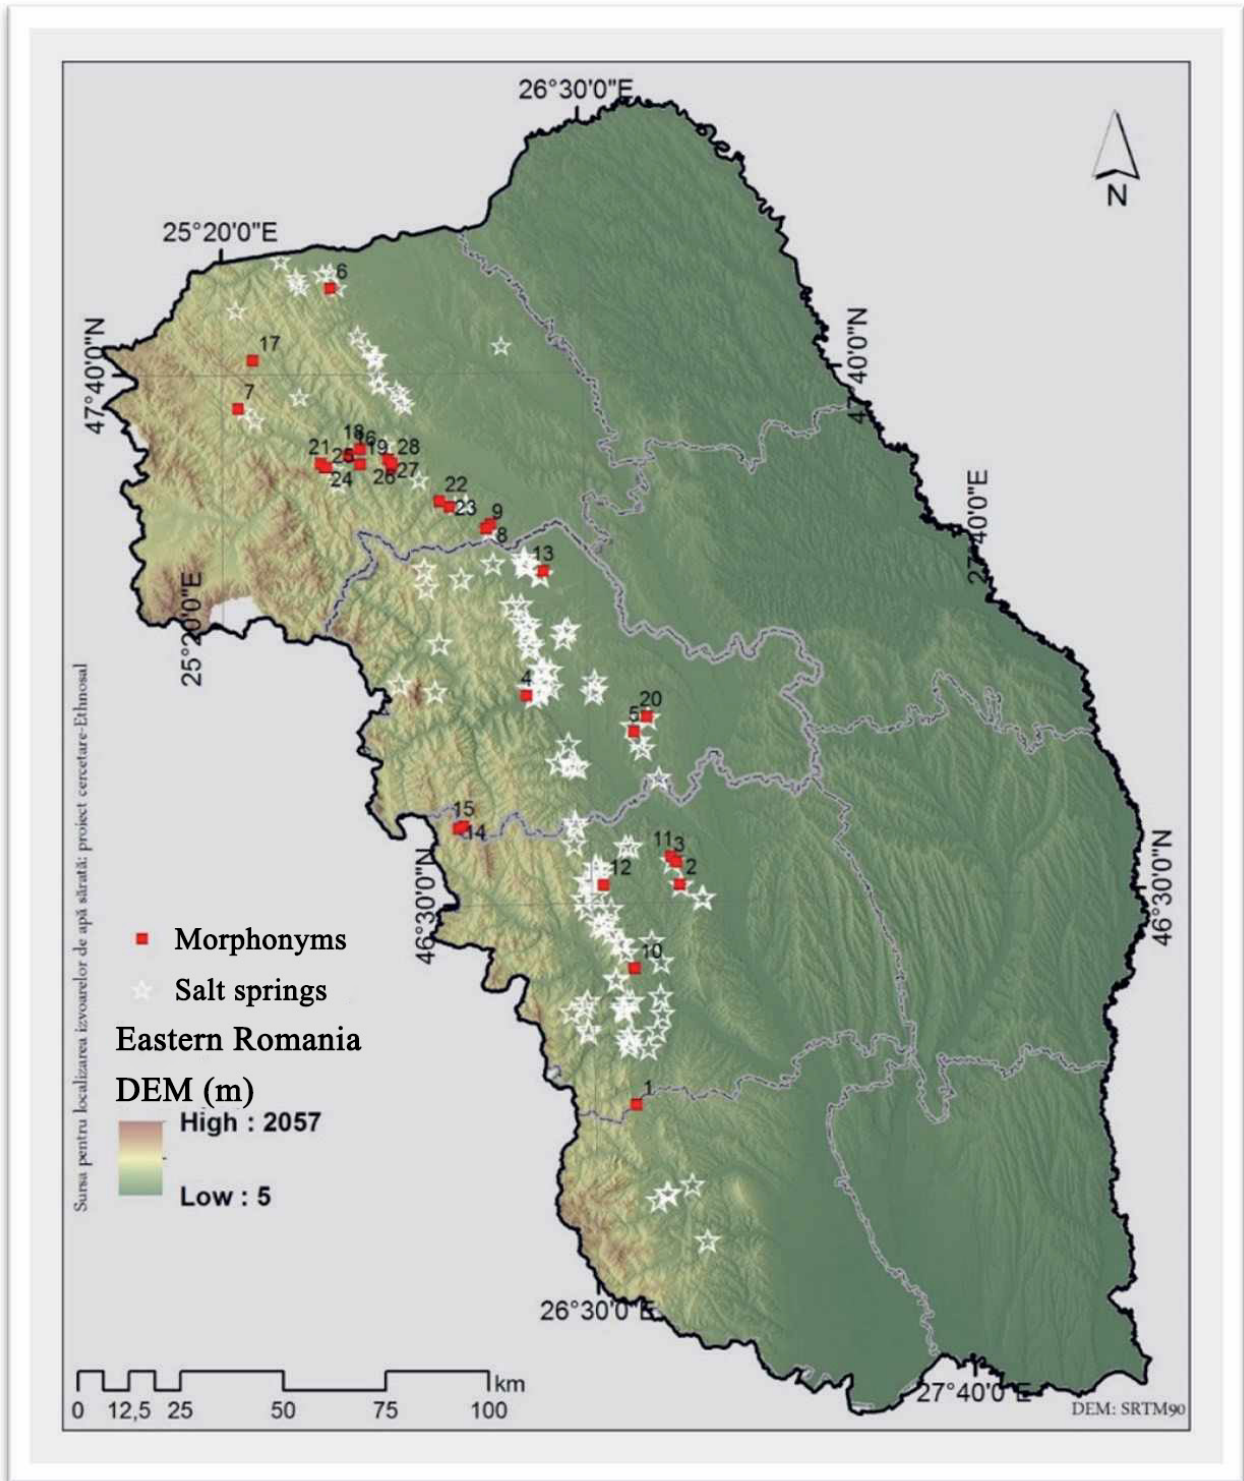 26°30'0"E
N
25°20'0"E
6
47°40'0"N
47°40'0"N
17
7
18
16
19
28
21
25
26
27
24
22
23
9
8
27°40'0"E
13
25°20'0"E
4
20
5
15
14
11
3
2
12
46°30'0"N
46°30'0"N
10
1
Sursa pentru localizarea izvoarelor de apă sărată: proiect cercetare-Ethnosal
Morphonyms
Salt springs
Eastern Romania
DEM (m)
High : 2057
Low : 5
26°30'0"E
km
0 12,5 25 50 75 100
27°40'0"E
DEM: SRTM90